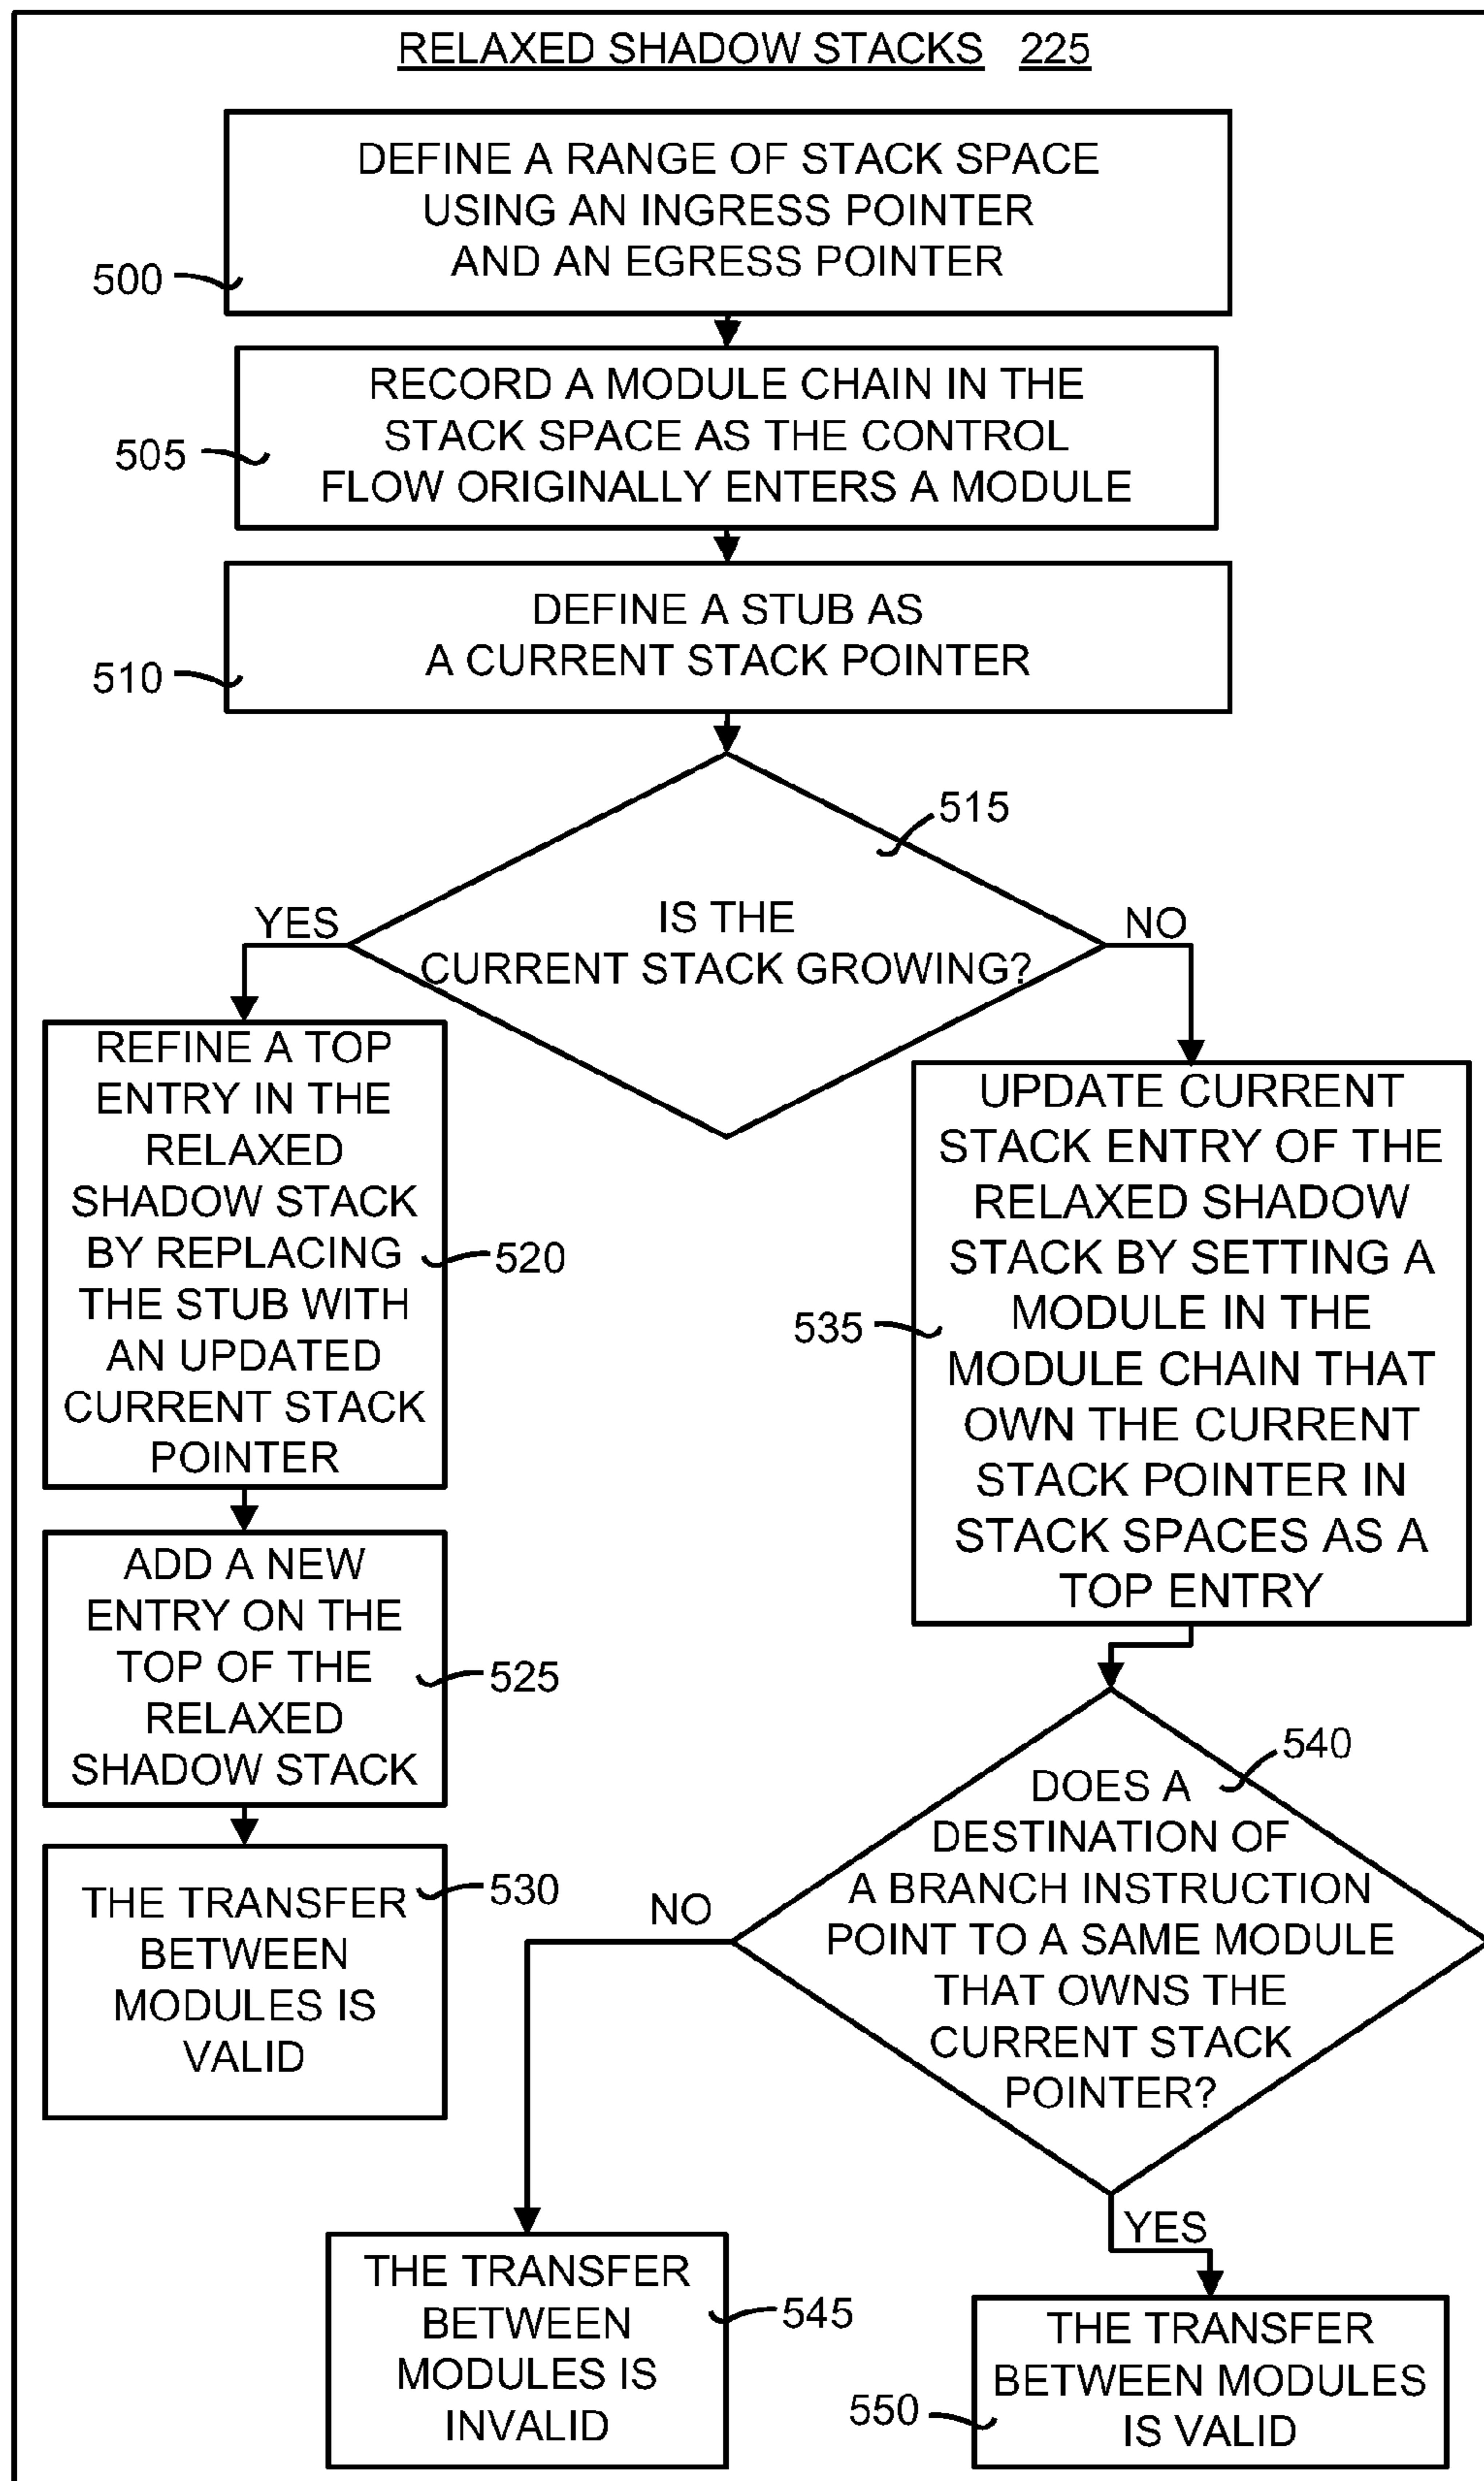 RELAXED SHADOW STACKS 225
DEFINE A RANGE OF STACK SPACE
USING AN INGRESS POINTER
AND AN EGRESS POINTER
500
RECORD A MODULE CHAIN IN THE
STACK SPACE AS THE CONTROL
FLOW ORIGINALLY ENTERS A MODULE
505
DEFINE A STUB AS
A CURRENT STACK POINTER
510
515
IS THE
CURRENT STACK GROWING?
YES
NO
REFINE A TOP
ENTRY IN THE
RELAXED
SHADOW STACK
BY REPLACING
THE STUB WITH
AN UPDATED
CURRENT STACK
POINTER
520
ADD A NEW
ENTRY ON THE
TOP OF THE
RELAXED
SHADOW STACK
525
THE TRANSFER
BETWEEN
MODULES IS
VALID
530
UPDATE CURRENT
STACK ENTRY OF THE
RELAXED SHADOW
STACK BY SETTING A
MODULE IN THE
MODULE CHAIN THAT
OWN THE CURRENT
STACK POINTER IN
STACK SPACES AS A
TOP ENTRY
535
540
DOES A
DESTINATION OF
A BRANCH INSTRUCTION
POINT TO A SAME MODULE
THAT OWNS THE
CURRENT STACK
POINTER?
NO
YES
THE TRANSFER
BETWEEN
MODULES IS
INVALID
545
THE TRANSFER
BETWEEN MODULES
IS VALID
550